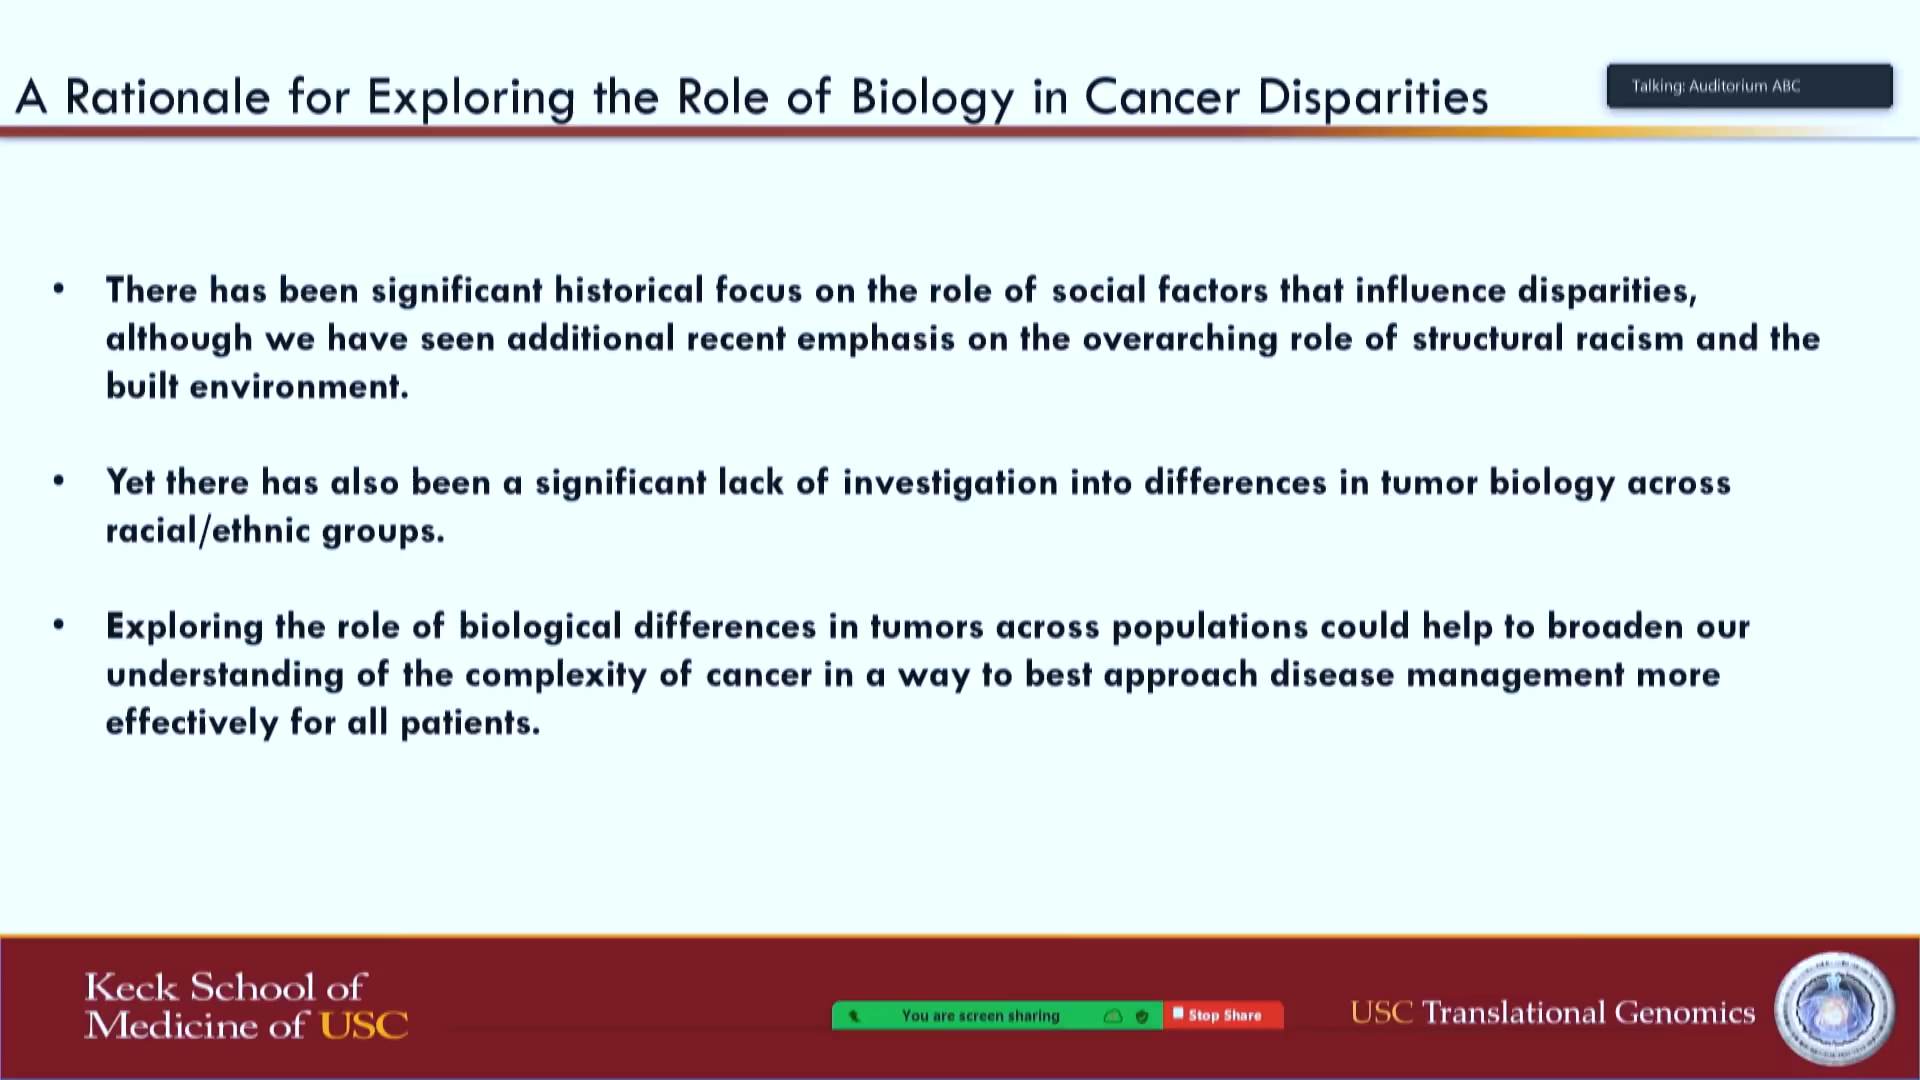 A Rationale for Exploring the Role of Biology in Cancer Disparities
Talking: Auditorium ABC
• There has been significant historical focus on the role of social factors that influence disparities,
although we have seen additional recent emphasis on the overarching role of structural racism and the
built environment.
• Yet there has also been a significant lack of investigation into differences in tumor biology across
racial/ethnic groups.
• Exploring the role of biological differences in tumors across populations could help to broaden our
understanding of the complexity of cancer in a way to best approach disease management more
effectively for all patients.
Keck School of
Medicine of USC
You are screen sharing
Stop Share
USC Translational Genomics